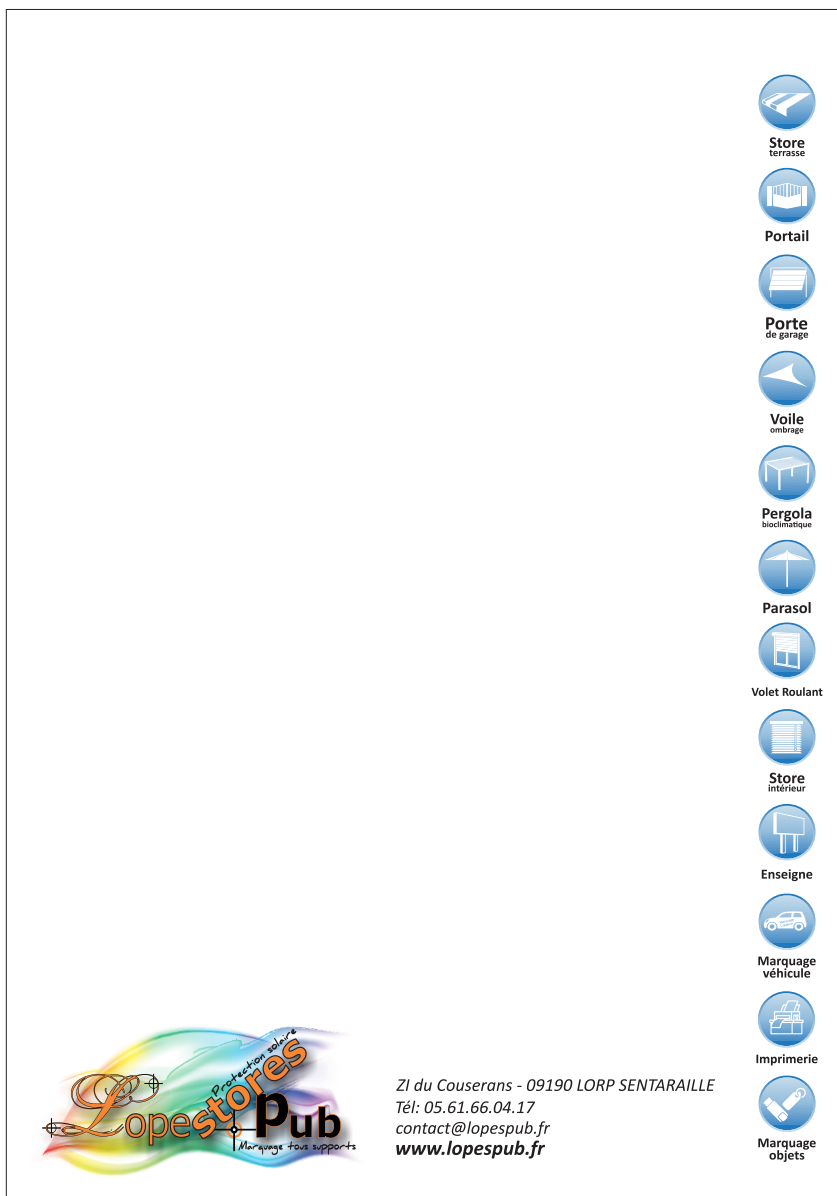 Store
terrasse
Portail
Porte
de garage
Voile
ombrage
Pergola
bioclimatique
Parasol
Volet Roulant
Store
intérieur
Enseigne
Marquage
véhicule
Imprimerie
Marquage
objets
Protection solaire
Lopestores Pub
Marquage tous supports
ZI du Couserans - 09190 LORP SENTARAILLE
Tél: 05.61.66.04.17
contact@lopespub.fr
www.lopespub.fr